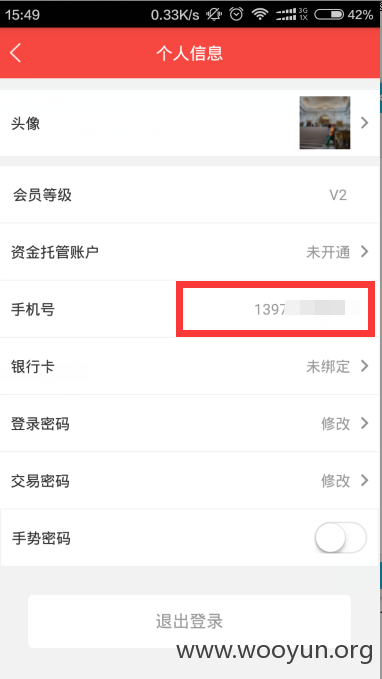 15:49 0.33K/s 3G 1X 42%
个人信息
头像
会员等级 V2
资金托管账户 未开通
手机号 1397
银行卡 未绑定
登录密码 修改
交易密码 修改
手势密码
退出登录
www.wooyun.org